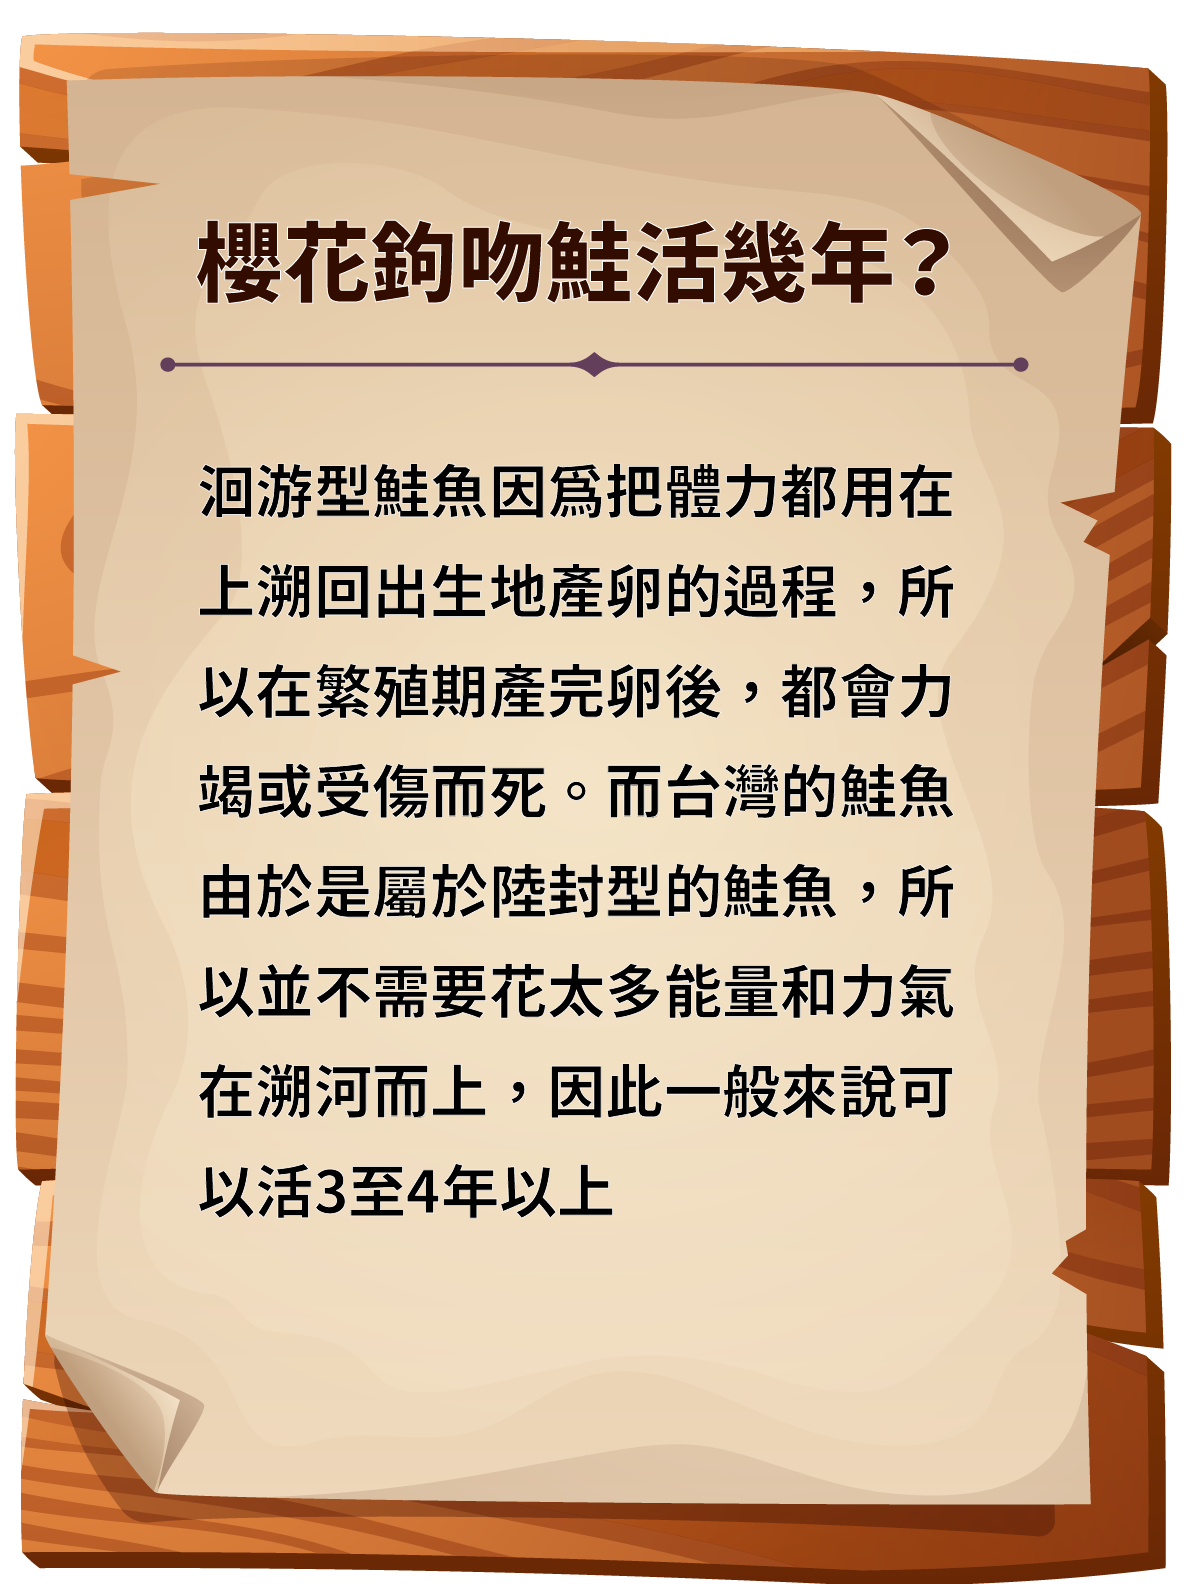 櫻花鉤吻鮭活幾年？
洄游型鮭魚因爲把體力都用在
上溯回出生地產卵的過程，所
以在繁殖期產完卵後，都會力
竭或受傷而死。而台灣的鮭魚
由於是屬於陸封型的鮭魚，所
以並不需要花太多能量和力氣
在溯河而上，因此一般來說可
以活3至4年以上